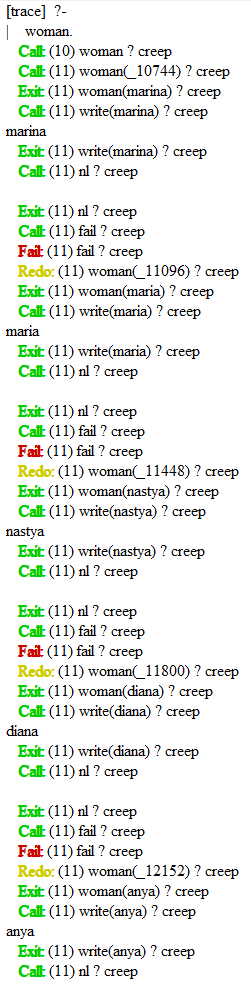 [trace]  ?-
|    woman.
Call: (10) woman ? creep
Call: (11) woman(_10744) ? creep
Exit: (11) woman(marina) ? creep
Call: (11) write(marina) ? creep
marina
Exit: (11) write(marina) ? creep
Call: (11) nl ? creep
Exit: (11) nl ? creep
Call: (11) fail ? creep
Fail: (11) fail ? creep
Redo: (11) woman(_11096) ? creep
Exit: (11) woman(maria) ? creep
Call: (11) write(maria) ? creep
maria
Exit: (11) write(maria) ? creep
Call: (11) nl ? creep
Exit: (11) nl ? creep
Call: (11) fail ? creep
Fail: (11) fail ? creep
Redo: (11) woman(_11448) ? creep
Exit: (11) woman(nastya) ? creep
Call: (11) write(nastya) ? creep
nastya
Exit: (11) write(nastya) ? creep
Call: (11) nl ? creep
Exit: (11) nl ? creep
Call: (11) fail ? creep
Fail: (11) fail ? creep
Redo: (11) woman(_11800) ? creep
Exit: (11) woman(diana) ? creep
Call: (11) write(diana) ? creep
diana
Exit: (11) write(diana) ? creep
Call: (11) nl ? creep
Exit: (11) nl ? creep
Call: (11) fail ? creep
Fail: (11) fail ? creep
Redo: (11) woman(_12152) ? creep
Exit: (11) woman(anya) ? creep
Call: (11) write(anya) ? creep
anya
Exit: (11) write(anya) ? creep
Call: (11) nl ? creep